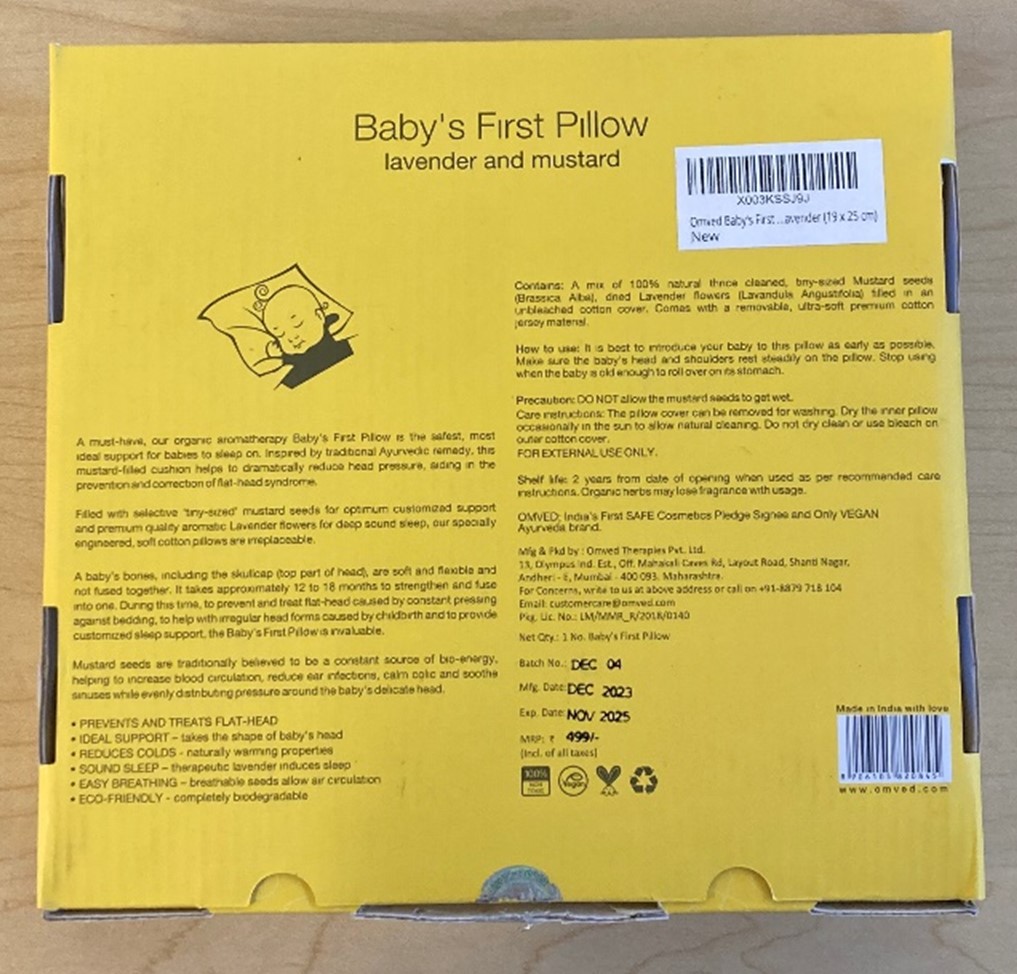 Baby's First Pillow
lavender and mustard
X003KSSJ9J
Omved Baby's First ...avender (19 x 25 cm)
New
A must-have, our organic aromatherapy Baby's First Pillow is the safest, most
ideal support for babies to sleep on. Inspired by traditional Ayurvedic remedy, this
mustard-filled cushion helps to dramatically reduce head pressure, aiding in the
prevention and correction of flat-head syndrome.
Filled with selective 'tiny-sized' mustard seeds for optimum customized support
and premium quality aromatic Lavender flowers for deep sound sleep, our specially
engineered, soft cotton pillows are irreplaceable.
A baby's bones, including the skullcap (top part of head), are soft and flexible and
not fused together. It takes approximately 12 to 18 months to strengthen and fuse
into one. During this time, to prevent and treat flat-head caused by constant pressing
against bedding, to help with irregular head forms caused by childbirth and to provide
customized sleep support, the Baby's First Pillow is invaluable.
Mustard seeds are traditionally believed to be a constant source of bio-energy,
helping to increase blood circulation, reduce ear infections, calm colic and soothe
sinuses while evenly distributing pressure around the baby's delicate head.
• PREVENTS AND TREATS FLAT-HEAD
• IDEAL SUPPORT – takes the shape of baby's head
• REDUCES COLDS - naturally warming properties
• SOUND SLEEP – therapeutic lavender induces sleep
• EASY BREATHING – breathable seeds allow air circulation
• ECO-FRIENDLY - completely biodegradable
Contains: A mix of 100% natural thrice cleaned, tiny-sized Mustard seeds
(Brassica Alba), dried Lavender flowers (Lavandula Angustifolia) filled in an
unbleached cotton cover. Comes with a removable, ultra-soft premium cotton
jersey material.
How to use: It is best to introduce your baby to this pillow as early as possible.
Make sure the baby's head and shoulders rest steadily on the pillow. Stop using
when the baby is old enough to roll over on its stomach.
Precaution: DO NOT allow the mustard seeds to get wet.
Care instructions: The pillow cover can be removed for washing. Dry the inner pillow
occasionally in the sun to allow natural cleaning. Do not dry clean or use bleach on
outer cotton cover.
FOR EXTERNAL USE ONLY.
Shelf life: 2 years from date of opening when used as per recommended care
instructions. Organic herbs may lose fragrance with usage.
OMVED: India's First SAFE Cosmetics Pledge Signee and Only VEGAN
Ayurveda brand.
Mfg & Pkd by : Omved Therapies Pvt. Ltd.
13, Olympus Ind. Est., Off. Mahakali Caves Rd, Layout Road, Shanti Nagar,
Andheri - E, Mumbai - 400 093. Maharashtra.
For Concerns, write to us at above address or call on +91-8879 718 104
Email: customercare@omved.com
Pkg. Lic. No.: LM/MMR_R/2018/0140
Net Qty.: 1 No. Baby's First Pillow
Batch No.: DEC 04
Mfg. Date: DEC 2023
Exp. Date: NOV 2025
MRP: ₹ 499/-
(Incl. of all taxes)
100%
Vegan
Made in India with love
www.omved.com